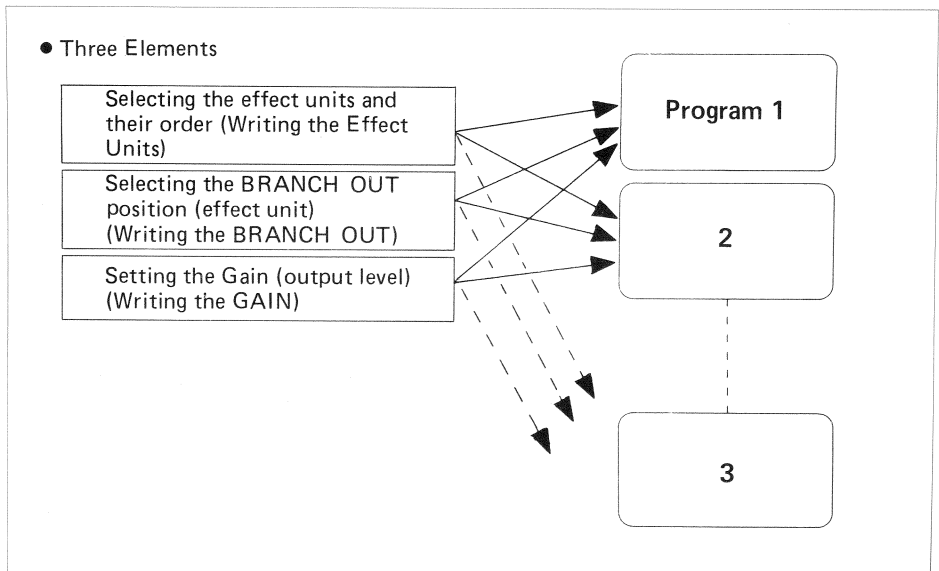 ● Three Elements
Selecting the effect units and
their order (Writing the Effect
Units)
Selecting the BRANCH OUT
position (effect unit)
(Writing the BRANCH OUT)
Setting the Gain (output level)
(Writing the GAIN)
Program 1
2
3